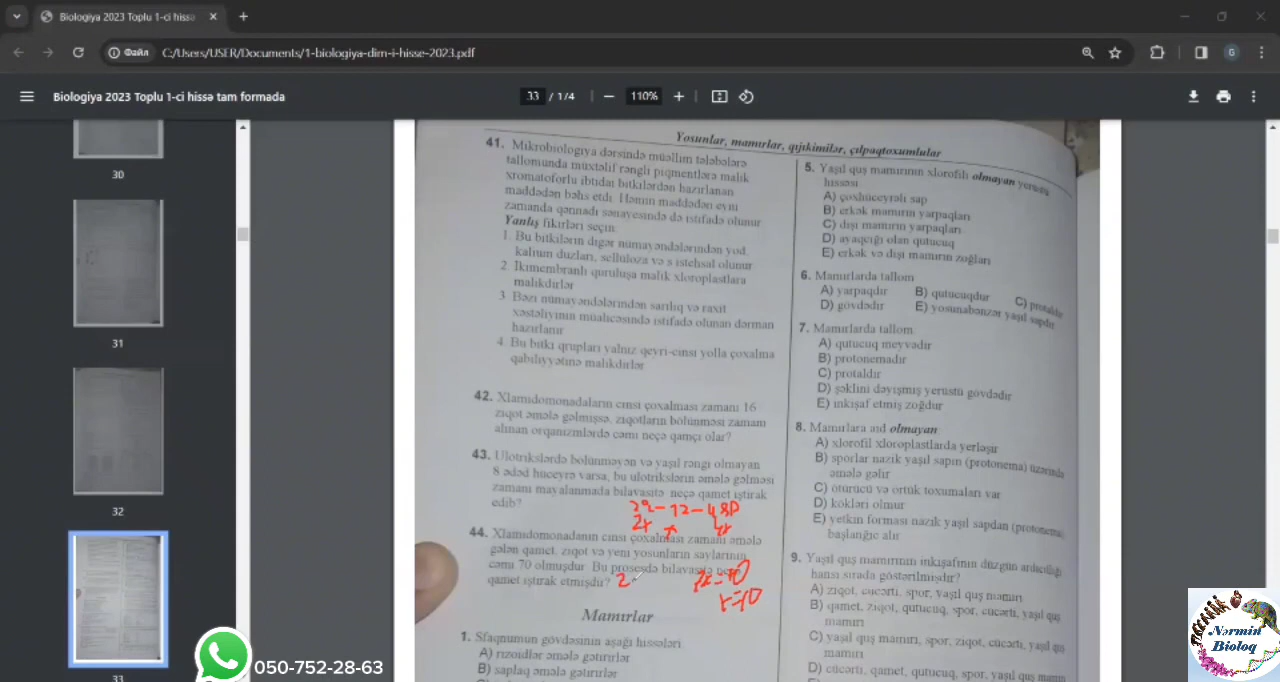 Biologiya 2023 Toplu 1-ci hissə
Файл
C:/Users/USER/Documents/1-biologiya-dim-i-hisse-2023.pdf
G
Biologiya 2023 Toplu 1-ci hissə tam formada
33 / 1/4
110%
30
31
32
33
Yosunlar, mamırlar, qıjıkimilər, çılpaqtoxumlular
41. Mikrobiologiya dərsində müəllim tələbələrə
tallomunda müxtəlif rəngli piqmentlərə malik
xromatoforlu ibtidai bitkilərdən hazırlanan
maddədən bəhs etdi. Həmin maddədən eyni
zamanda qənnadı sənayesində də istifadə olunur
Yanlış fikirləri seçin
1. Bu bitkilərin digər nümayəndələrindən yod,
kalium duzları, selluloza və s istehsal olunur
2. İkimembranlı quruluşa malik xloroplastlara
malikdirlər
3. Bəzi nümayəndələrindən sarılıq və raxit
xəstəliyinin müalicəsində istifadə olunan dərman
hazırlanır
4. Bu bitki qrupları yalnız qeyri-cinsi yolla çoxalma
qabiliyyətinə malikdirlər
42. Xlamidomonadaların cinsi çoxalması zamanı 16
ziqot əmələ gəlmişsə, ziqotların bölünməsi zamanı
alınan orqanizmlərdə cəmi neçə qamçı olar?
43. Ulotrikslərdə bölünməyən və yaşıl rəngi olmayan
8 ədəd hüceyrə varsa, bu ulotrikslərin əmələ gəlməsi
zamanı mayalanmada bilavasitə neçə qamet iştirak
edib?
44. Xlamidomonadanın cinsi çoxalması zamanı əmələ
gələn qamet, ziqot və yeni yosunların saylarının
cəmi 70 olmuşdur. Bu prosesdə bilavasitə
qamet iştirak etmişdu? 2
7x=70
x=10
Mamırlar
1. Sfaqnumun gövdəsinin aşağı hissələri
A) rizoidlər əmələ gətirirlər
B) saplaq əmələ gətirirlər
5. Yaşıl quş mamırının xlorofili olmayan yerüstü
hissəsi
A) çoxhüceyrəli sap
B) erkək mamırın yarpaqları
C) dişi mamırın yarpaqları
D) ayaqcığı olan qutucuq
E) erkək və dişi mamırın zoğları
6. Mamırlarda tallom
A) yarpaqdır B) qutucuqdur C) protaldır
D) gövdədir E) yosunabənzər yaşıl sapdır
7. Mamırlarda tallom
A) qutucuq meyvədir
B) protonemadır
C) protaldır
D) şəklini dəyişmiş yerüstü gövdədir
E) inkişaf etmiş zoğdur
8. Mamırlara aid olmayan
A) xlorofil xloroplastlarda yerləşir
B) sporlar nazik yaşıl sapın (protonema) üzərində
əmələ gəlir
C) ötürücü və örtük toxumaları var
D) kökləri olmur
E) yetkin forması nazik yaşıl sapdan (protonema
başlanğıc alır
9. Yaşıl quş mamırının inkişafının düzgün ardıcıllığı
hansı sırada göstərilmişdir?
A) ziqot, cücərti, spor, yaşıl quş mamırı
B) qamet, ziqot, qutucuq, spor, cücərti, yaşıl quş
mamırı
C) yaşıl quş mamırı, spor, ziqot, cücərti, yaşıl quş
mamırı
D) cücərti, qamet, qutucuq, spor, yaşıl quş mamırı
050-752-28-63
Nərmin
Bioloq